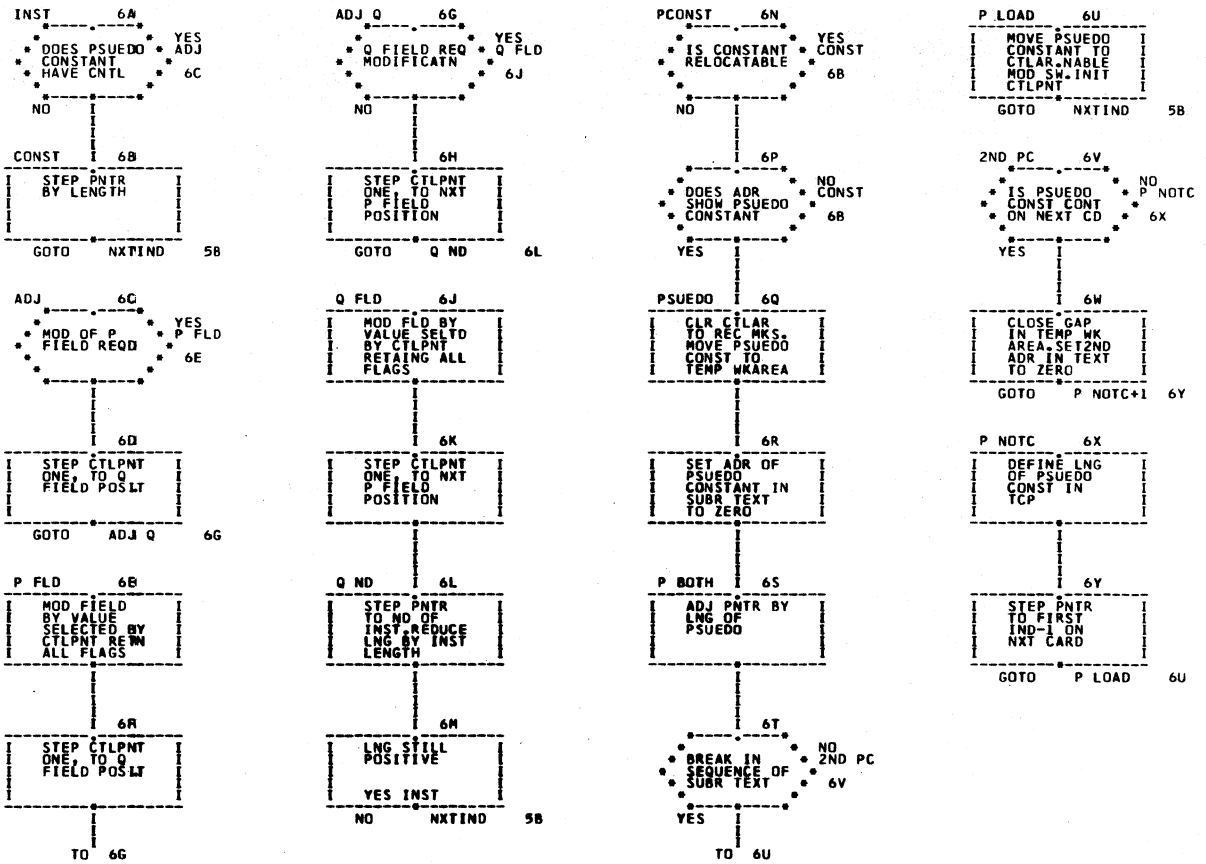 INST 6A
DOES PSUEDO
CONSTANT
HAVE CNTL
YES
ADJ
6C
NO
CONST 6B
STEP PNTR
BY LENGTH
GOTO NXTIND 5B
ADJ 6C
MOD OF P
FIELD REQD
YES
P FLD
6E
6D
STEP CTLPNT
ONE, TO Q
FIELD POSIT
GOTO ADJ Q 6G
P FLD 6E
MOD FIELD
BY VALUE
SELECTED BY
CTLPNT RETN
ALL FLAGS
6F
STEP CTLPNT
ONE, TO Q
FIELD POSIT
TO 6G
ADJ Q 6G
Q FIELD REQ
MODIFICATN
YES
Q FLD
6J
NO
6H
STEP CTLPNT
ONE, TO NXT
P FIELD
POSITION
GOTO Q ND 6L
Q FLD 6J
MOD FLD BY
VALUE SELTD
BY CTLPNT
RETAING ALL
FLAGS
6K
STEP CTLPNT
ONE, TO NXT
P FIELD
POSITION
Q ND 6L
STEP PNTR
TO ND OF
INST.REDUCE
LNG BY INST
LENGTH
6M
LNG STILL
POSITIVE
YES INST
NO NXTIND 5B
PCONST 6N
IS CONSTANT
RELOCATABLE
YES
CONST
6B
NO
6P
DOES ADR
SHOW PSUEDO
CONSTANT
NO
CONST
6B
YES
PSUEDO 6Q
CLR CTLAR
TO REC MKS.
MOVE PSUEDO
CONST TO
TEMP WKAREA
6R
SET ADR OF
PSUEDO
CONSTANT IN
SUBR TEXT
TO ZERO
P BOTH 6S
ADJ PNTR BY
LNG OF
PSUEDO
6T
BREAK IN
SEQUENCE OF
SUBR TEXT
NO
2ND PC
6V
YES
TO 6U
P LOAD 6U
MOVE PSUEDO
CONSTANT TO
CTLAR.NABLE
MOD SW.INIT
CTLPNT
GOTO NXTIND 5B
2ND PC 6V
IS PSUEDO
CONST CONT
ON NEXT CD
NO
P NOTC
6X
YES
6W
CLOSE GAP
IN TEMP WK
AREA.SET2ND
ADR IN TEXT
TO ZERO
GOTO P NOTC+1 6Y
P NOTC 6X
DEFINE LNG
OF PSUEDO
CONST IN
TCP
6Y
STEP PNTR
TO FIRST
IND-1 ON
NXT CARD
GOTO P LOAD 6U